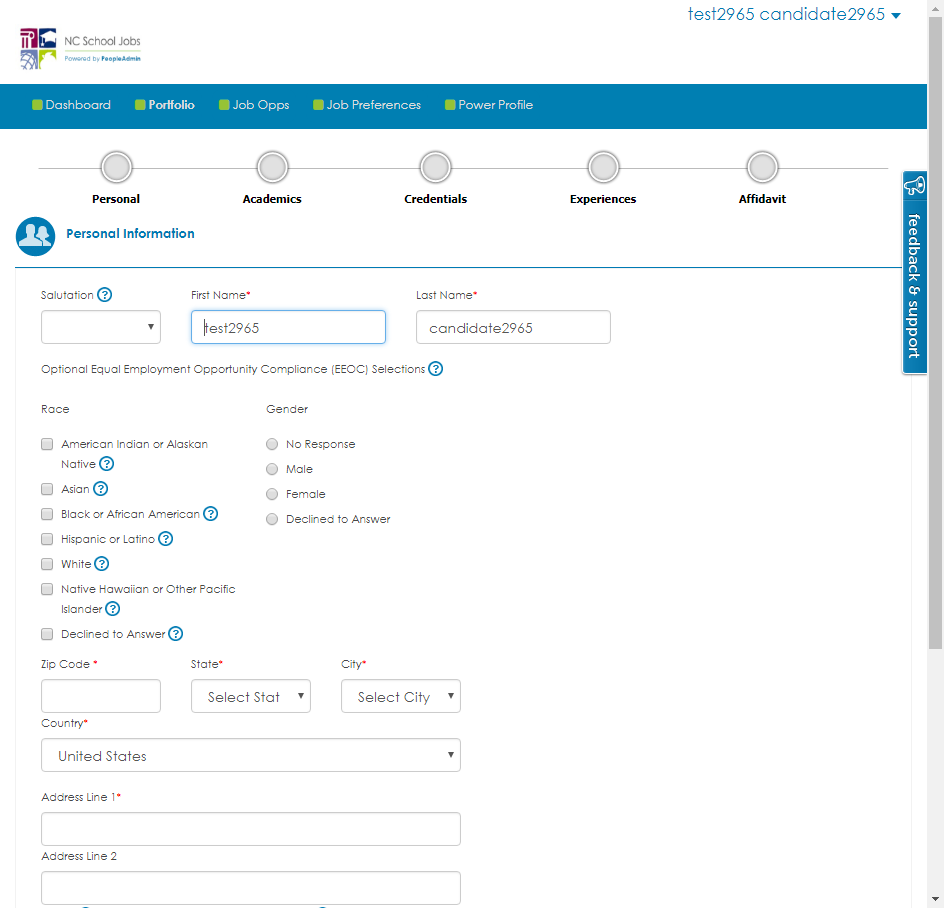 test2965 candidate2965
NC School Jobs
Powered by PeopleAdmin
Dashboard Portfolio Job Opps Job Preferences Power Profile
Personal Academics Credentials Experiences Affidavit
feedback & support
Personal Information
Salutation ? First Name* Last Name*
test2965 candidate2965
Optional Equal Employment Opportunity Compliance (EEOC) Selections ?
Race Gender
American Indian or Alaskan
Native ?
No Response
Asian ?
Male
Black or African American ?
Female
Hispanic or Latino ?
Declined to Answer
White ?
Native Hawaiian or Other Pacific
Islander ?
Declined to Answer ?
Zip Code * State* City*
Select Stat Select City
Country*
United States
Address Line 1*
Address Line 2